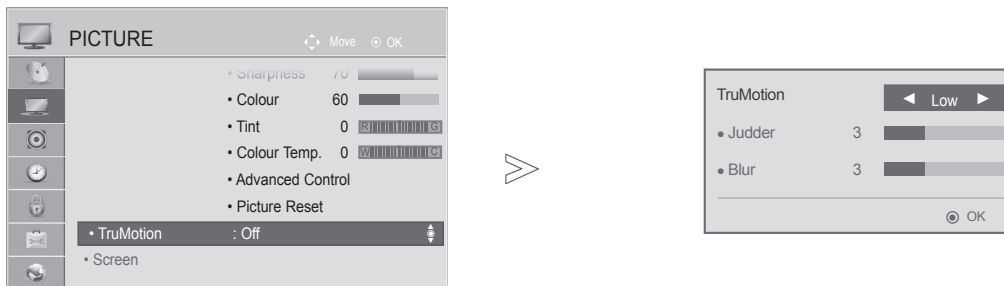 PICTURE Move OK
• Sharpness 70
• Colour 60
• Tint 0 R G
• Colour Temp. 0 W C
• Advanced Control
• Picture Reset
• TruMotion : Off
• Screen
TruMotion ◄ Low ►
• Judder 3
• Blur 3
OK